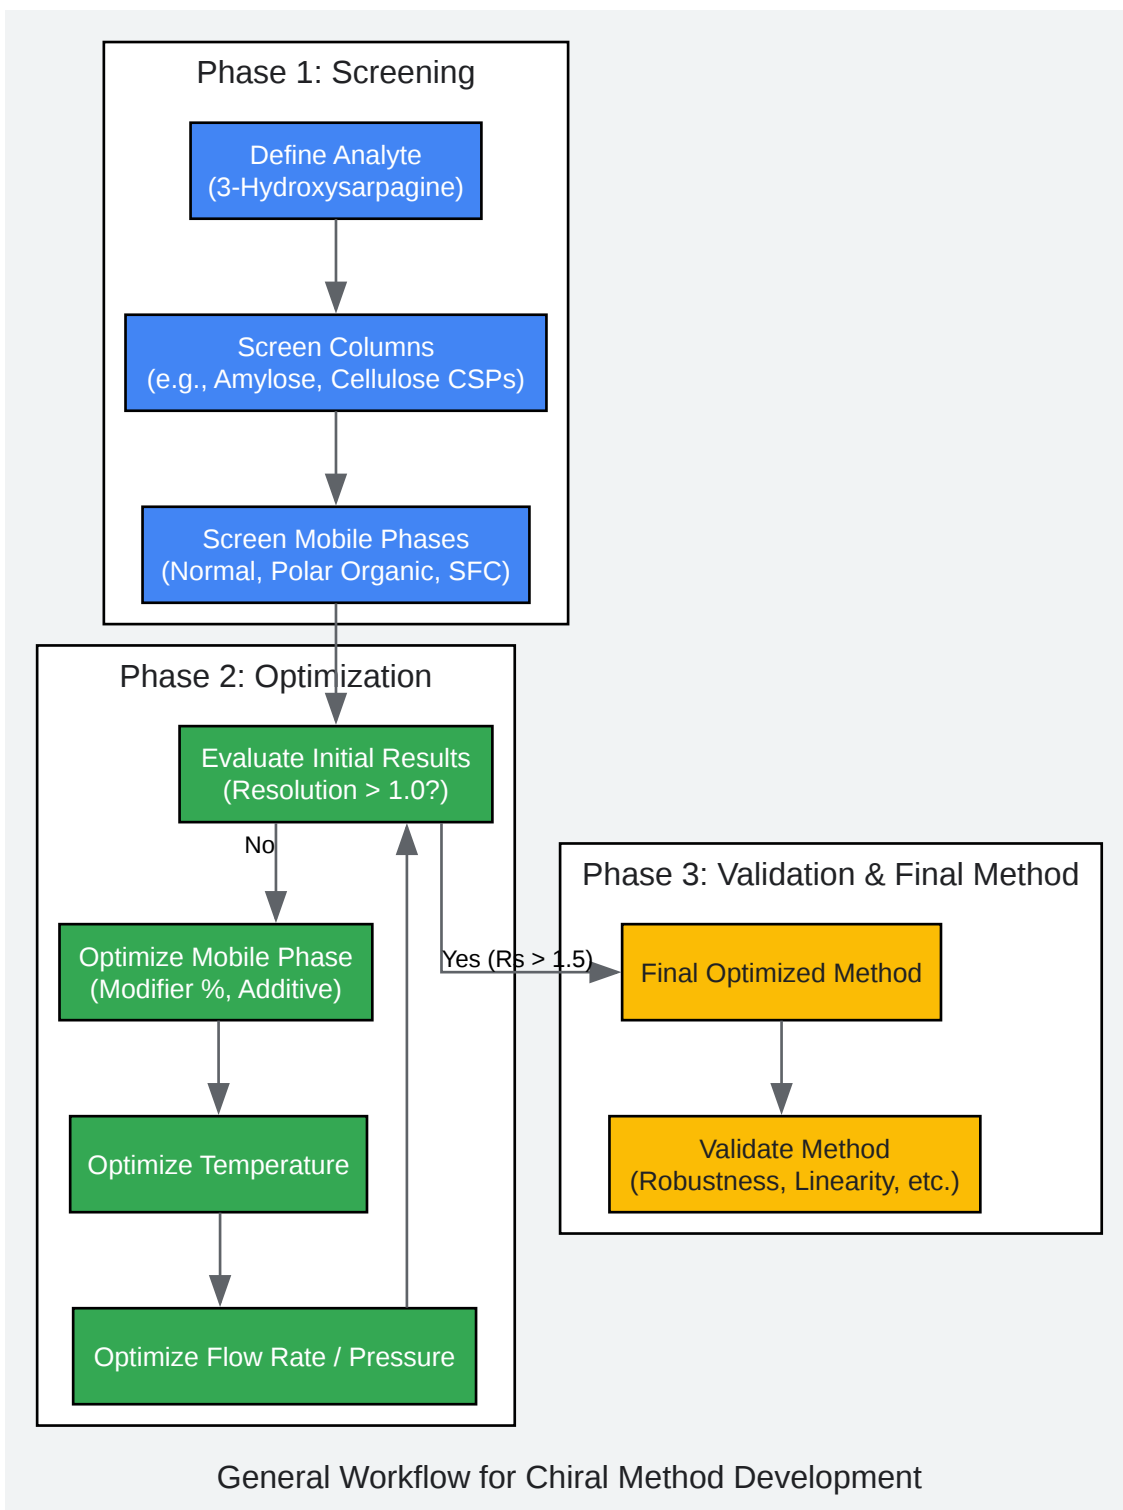 Phase 1: Screening
Define Analyte
(3-Hydroxysarpagine)
Screen Columns
(e.g., Amylose, Cellulose CSPs)
Screen Mobile Phases
(Normal, Polar Organic, SFC)
Phase 2: Optimization
Evaluate Initial Results
(Resolution > 1.0?)
No
Optimize Mobile Phase
(Modifier %, Additive)
Optimize Temperature
Optimize Flow Rate / Pressure
Yes (Rs > 1.5)
Phase 3: Validation & Final Method
Final Optimized Method
Validate Method
(Robustness, Linearity, etc.)
General Workflow for Chiral Method Development